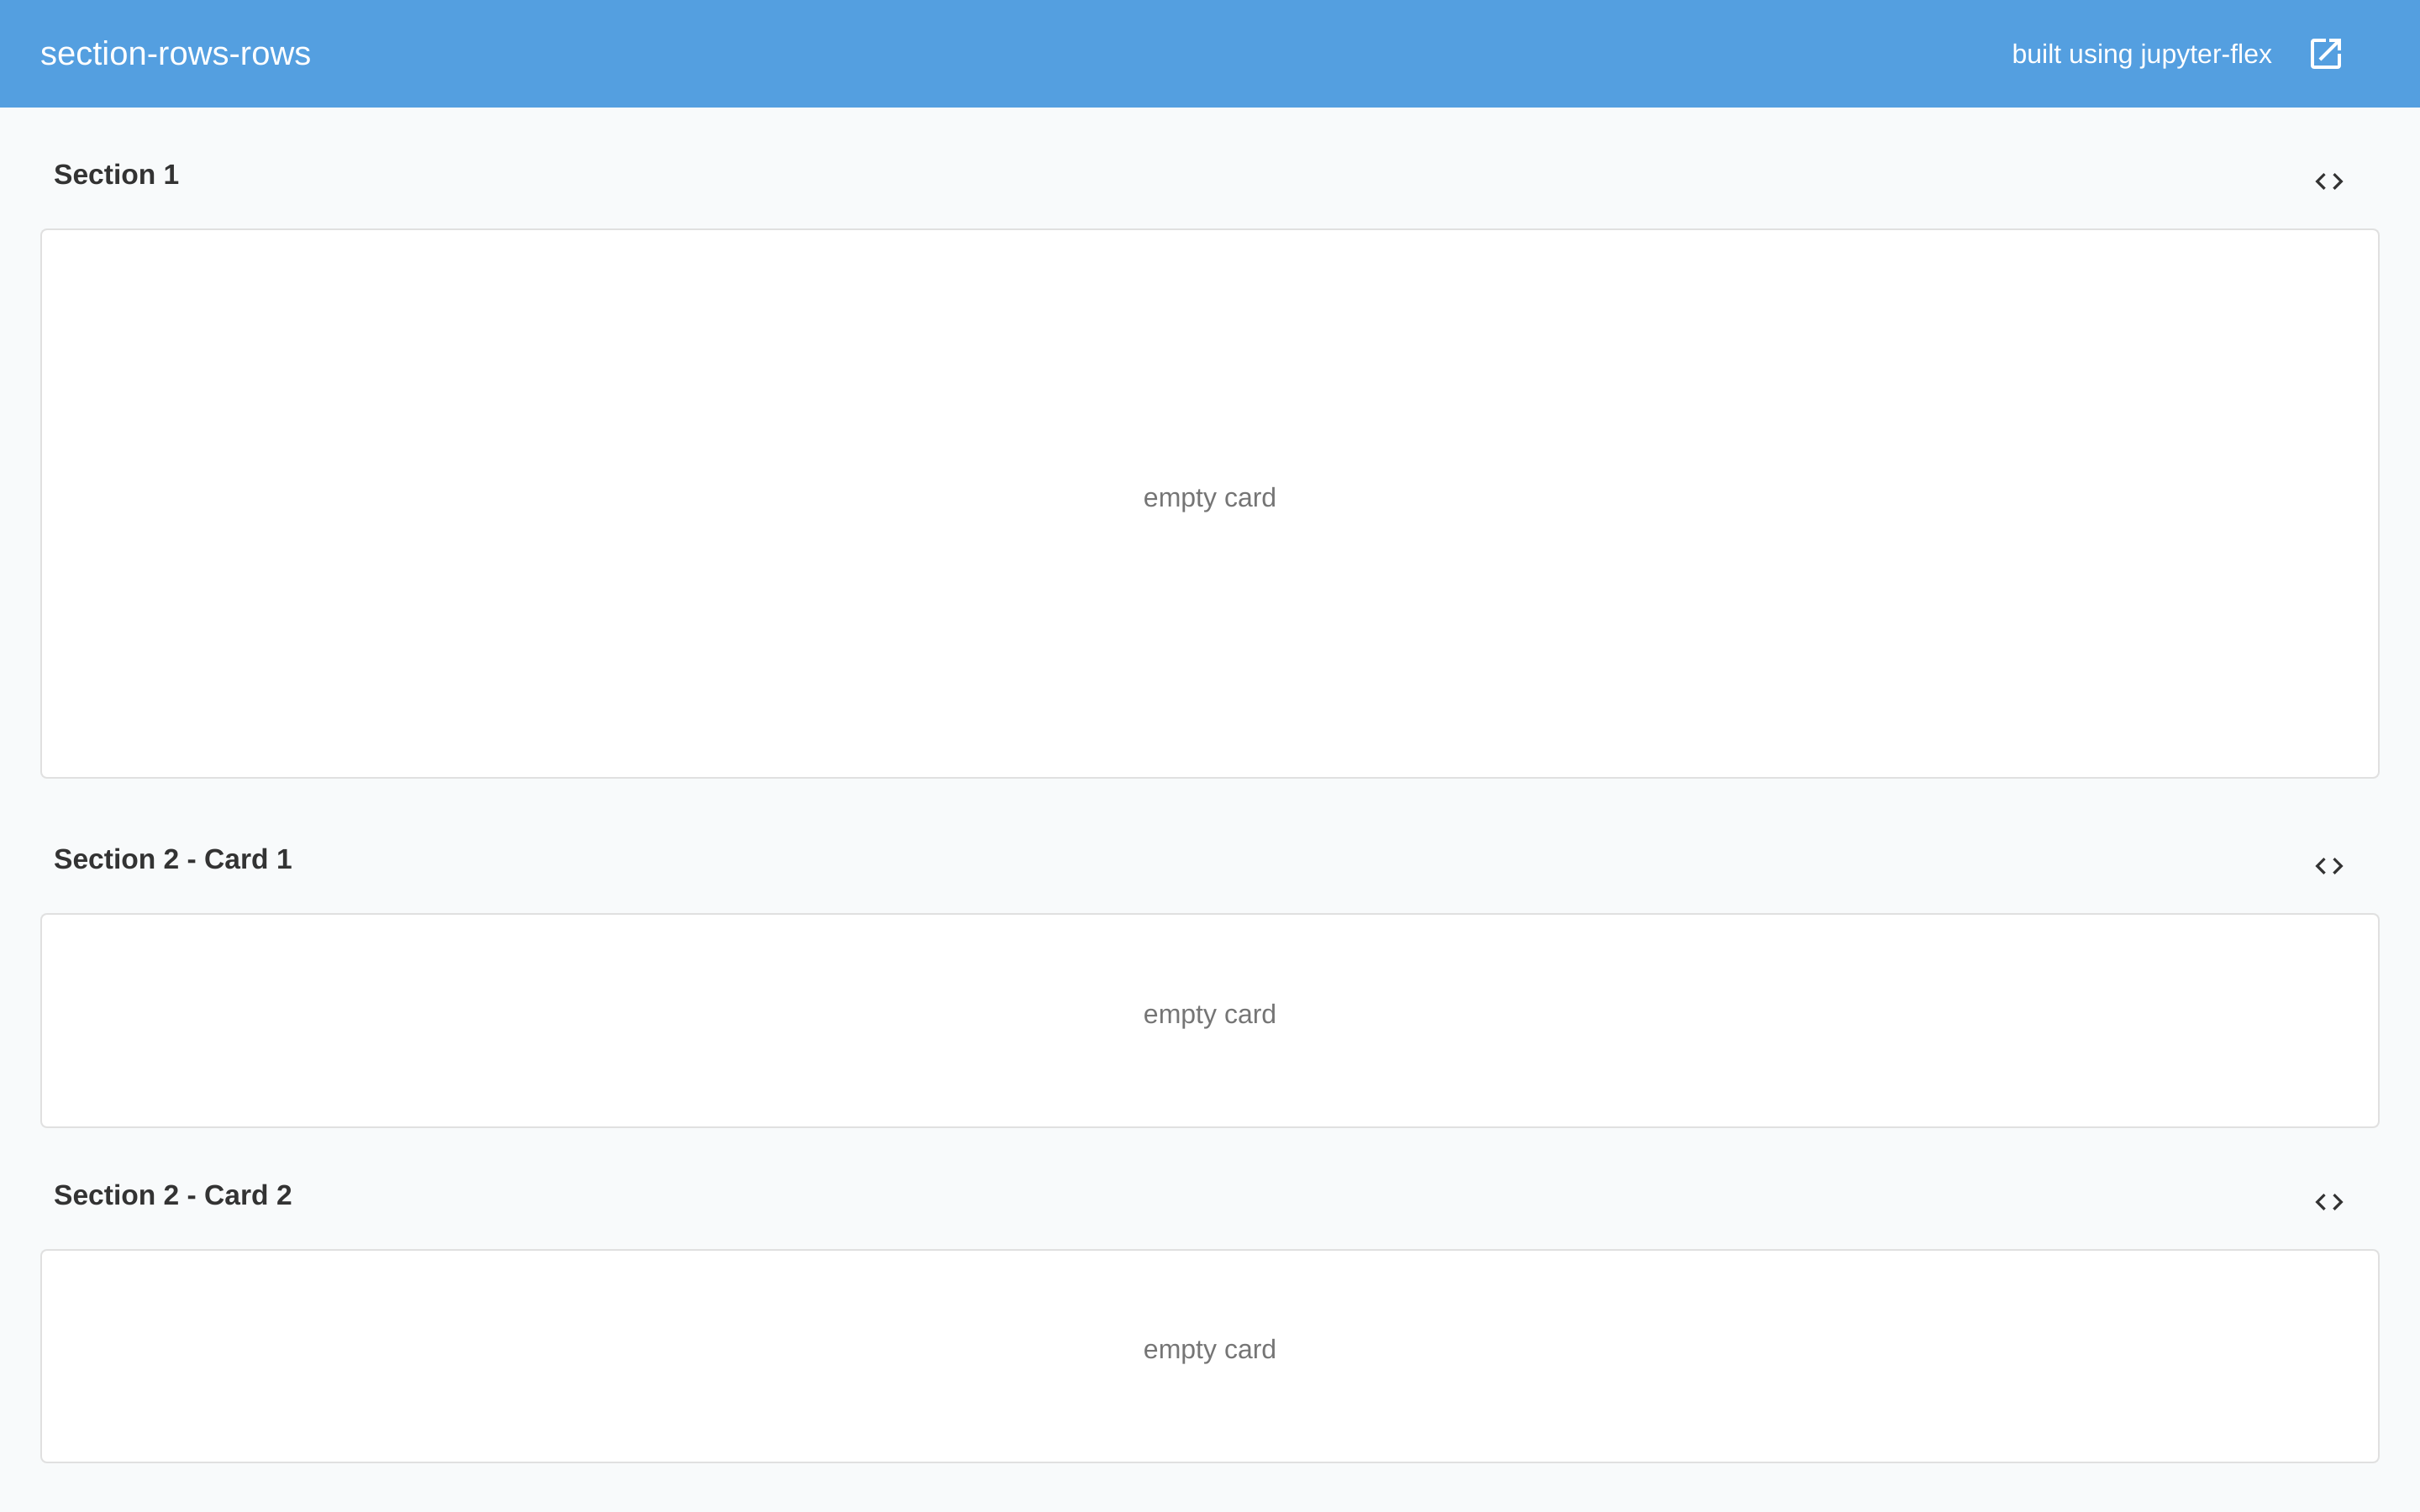 section-rows-rows
built using jupyter-flex
Section 1
empty card
Section 2 - Card 1
empty card
Section 2 - Card 2
empty card